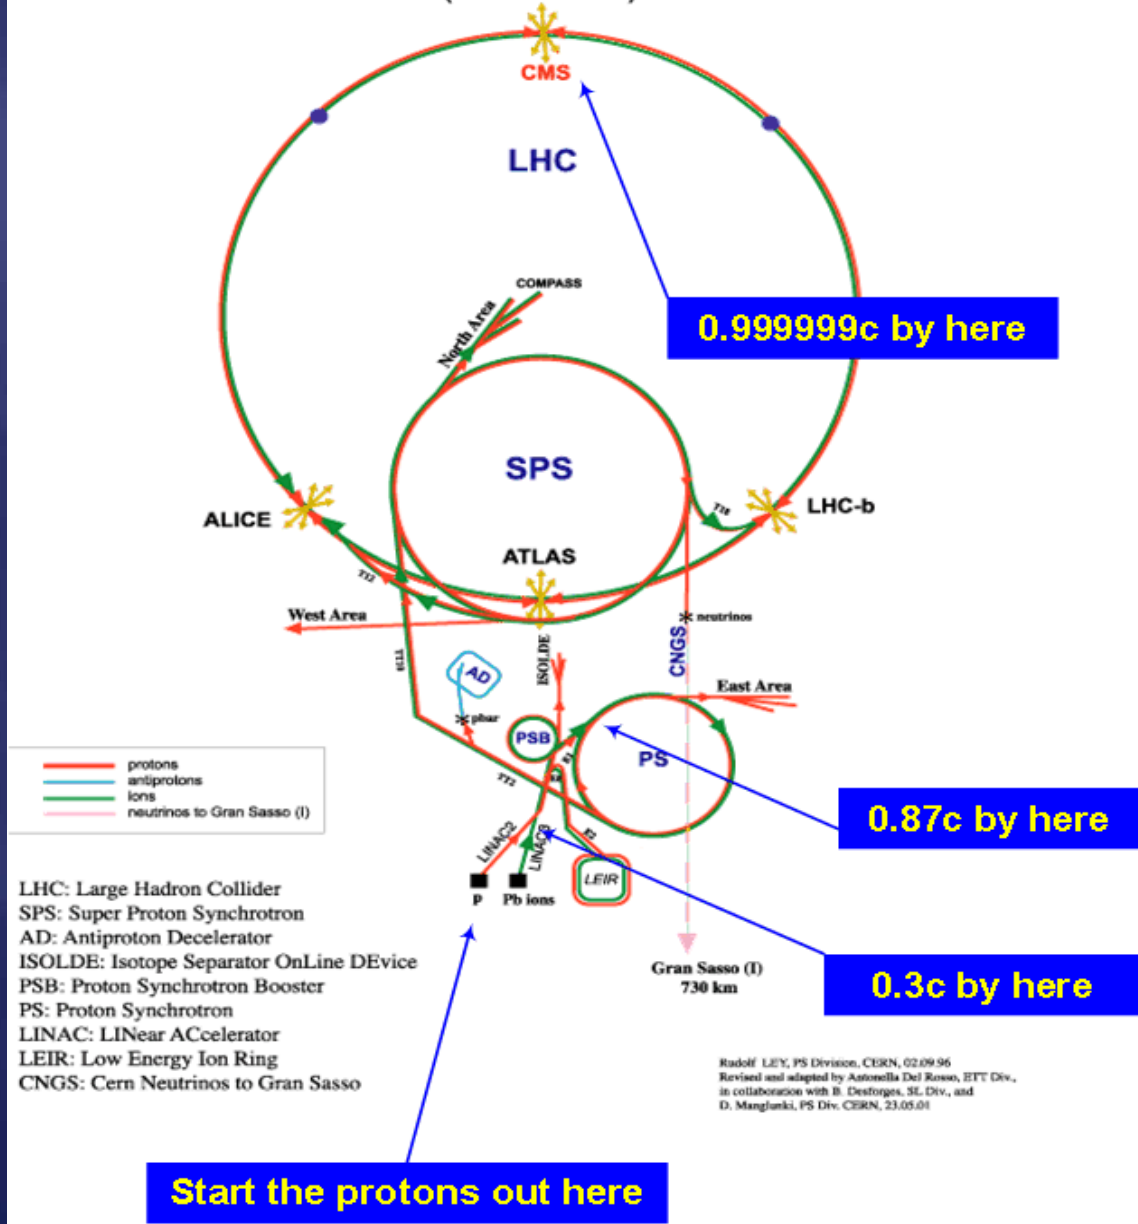 CMS
LHC
COMPASS
North Area
0.999999c by here
SPS
ALICE
LHC-b
TI8
ATLAS
TI2
West Area
neutrinos
CNGS
ISOLDE
TT10
AD
East Area
pbar
PSB
PS
protons
antiprotons
ions
neutrinos to Gran Sasso (I)
TT2
E2
0.87c by here
LINAC2
LINAC3
LEIR
P
Pb ions
LHC: Large Hadron Collider
SPS: Super Proton Synchrotron
AD: Antiproton Decelerator
ISOLDE: Isotope Separator OnLine DEvice
PSB: Proton Synchrotron Booster
PS: Proton Synchrotron
LINAC: LINear ACcelerator
LEIR: Low Energy Ion Ring
CNGS: Cern Neutrinos to Gran Sasso
Gran Sasso (I)
730 km
0.3c by here
Rudolf LEY, PS Division, CERN, 02.09.96
Revised and adapted by Antonella Del Rosso, ETT Div.,
in collaboration with B. Desforges, SL Div., and
D. Manglunki, PS Div. CERN, 23.05.01
Start the protons out here